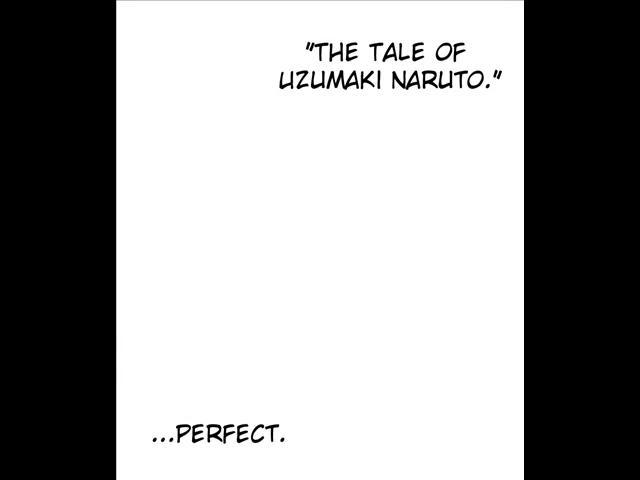 "THE TALE OF
UZUMAKI NARUTO."
...PERFECT.